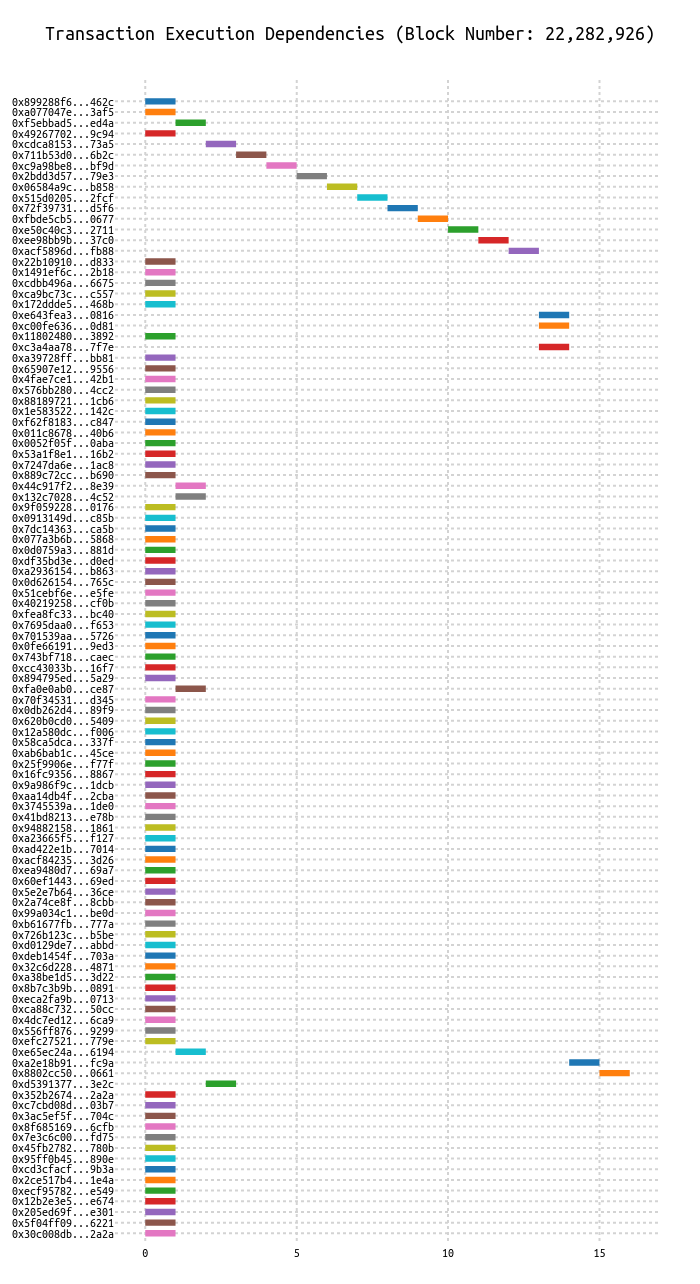 Transaction Execution Dependencies (Block Number: 22,282,926)
0x899288f6...462c
0xa077047e...3af5
0xf5ebbad5...ed4a
0x49267702...9c94
0xcdca8153...73a5
0x711b53d0...6b2c
0xc9a98be8...bf9d
0x2bdd3d57...79e3
0x06584a9c...b858
0x515d0205...2fcf
0x72f39731...d5f6
0xfbde5cb5...0677
0xe50c40c3...2711
0xee98bb9b...37c0
0xacf5896d...fb88
0x22b10910...d833
0x1491ef6c...2b18
0xcdbb496a...6675
0xca9bc73c...c557
0x172ddde5...468b
0xe643fea3...0816
0xc00fe636...0d81
0x11802480...3892
0xc3a4aa78...7f7e
0xa39728ff...bb81
0x65907e12...9556
0x4fae7ce1...42b1
0x576bb280...4cc2
0x88189721...1cb6
0x1e583522...142c
0xf62f8183...c847
0x011c8678...40b6
0x0052f05f...0aba
0x53a1f8e1...16b2
0x7247da6e...1ac8
0x889c72cc...b690
0x44c917f2...8e39
0x132c7028...4c52
0x9f059228...0176
0x0913149d...c85b
0x7dc14363...ca5b
0x077a3b6b...5868
0x0d0759a3...881d
0xdf35bd3e...d0ed
0xa2936154...b863
0x0d626154...765c
0x51cebf6e...e5fe
0x40219258...cf0b
0xfea8fc33...bc40
0x7695daa0...f653
0x701539aa...5726
0x0fe66191...9ed3
0x743bf718...caec
0xcc43033b...16f7
0x894795ed...5a29
0xfa0e0ab0...ce87
0x70f34531...d345
0x0db262d4...89f9
0x620b0cd0...5409
0x12a580dc...f006
0x58ca5dca...337f
0xab6bab1c...45ce
0x25f9906e...f77f
0x16fc9356...8867
0x9a986f9c...1dcb
0xaa14db4f...2cba
0x3745539a...1de0
0x41bd8213...e78b
0x94882158...1861
0xa23665f5...f127
0xad422e1b...7014
0xacf84235...3d26
0xea9480d7...69a7
0x60ef1443...69ed
0x5e2e7b64...36ce
0x2a74ce8f...8cbb
0x99a034c1...be0d
0xb61677fb...777a
0x726b123c...b5be
0xd0129de7...abbd
0xdeb1454f...703a
0x32c6d228...4871
0xa38be1d5...3d22
0x8b7c3b9b...0891
0xeca2fa9b...0713
0xca88c732...50cc
0x4dc7ed12...6ca9
0x556ff876...9299
0xefc27521...779e
0xe65ec24a...6194
0xa2e18b91...fc9a
0x8802cc50...0661
0xd5391377...3e2c
0x352b2674...2a2a
0xc7cbd08d...03b7
0x3ac5ef5f...704c
0x8f685169...6cfb
0x7e3c6c00...fd75
0x45fb2782...780b
0x95ff0b45...890e
0xcd3cfacf...9b3a
0x2ce517b4...1e4a
0xecf95782...e549
0x12b2e3e5...e674
0x205ed69f...e301
0x5f04ff09...6221
0x30c008db...2a2a
0 5 10 15